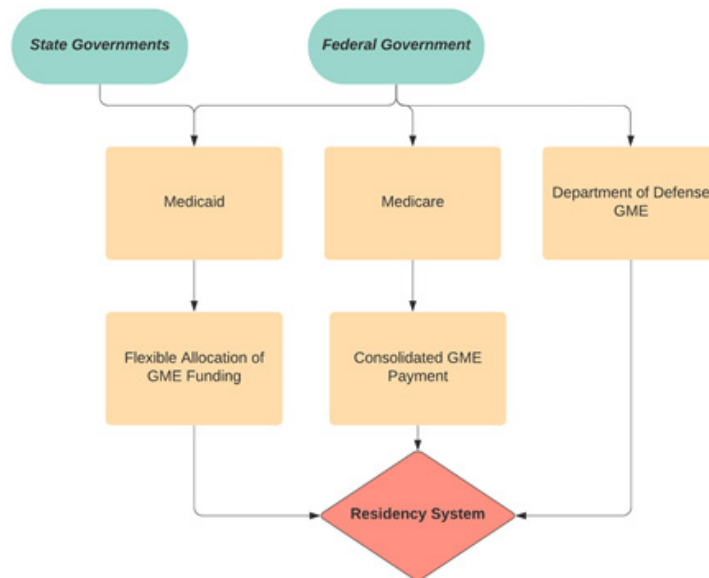 State Governments
Federal Government
Medicaid
Medicare
Department of Defense
GME
Flexible Allocation of
GME Funding
Consolidated GME
Payment
Residency System